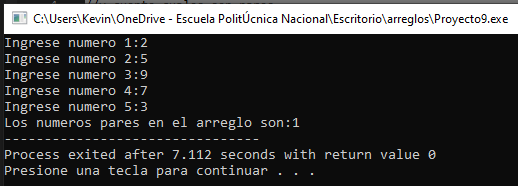 C:\Users\Kevin\OneDrive - Escuela PolitÚcnica Nacional\Escritorio\arreglos\Proyecto9.exe
Ingrese numero 1:2
Ingrese numero 2:5
Ingrese numero 3:9
Ingrese numero 4:7
Ingrese numero 5:3
Los numeros pares en el arreglo son:1
--------------------------------
Process exited after 7.112 seconds with return value 0
Presione una tecla para continuar . . .